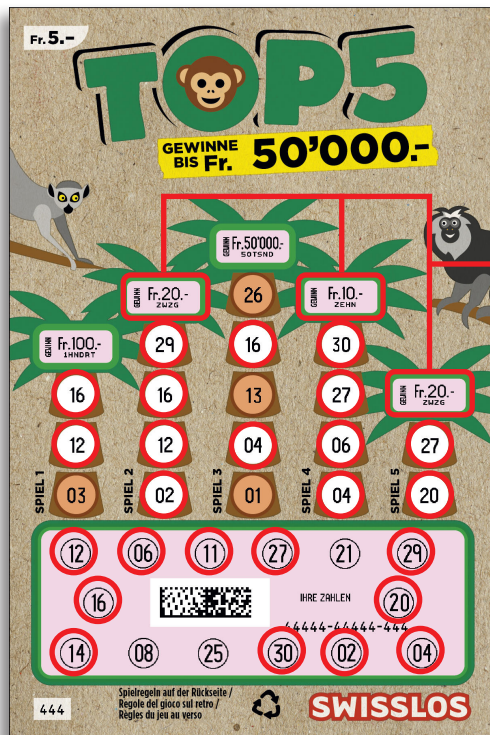 Fr. 5.-
TOP5
GEWINNE
BIS Fr. 50'000.-
GEWINN Fr.50'000.-
50TSND
GEWINN Fr.20.-
ZWZG
26
GEWINN Fr.10.-
ZEHN
GEWINN Fr.100.-
1HNDRT
29
16
30
GEWINN Fr.20.-
ZWZG
16
16
13
27
12
12
04
06
27
SPIEL 1
03
SPIEL 2
02
SPIEL 3
01
SPIEL 4
04
SPIEL 5
20
12 06 11 27 21 29
16 IHRE ZAHLEN 20
44444-44444-444
14 08 25 30 02 04
444
Spielregeln auf der Rückseite /
Regole del gioco sul retro /
Règles du jeu au verso
SWISSLOS